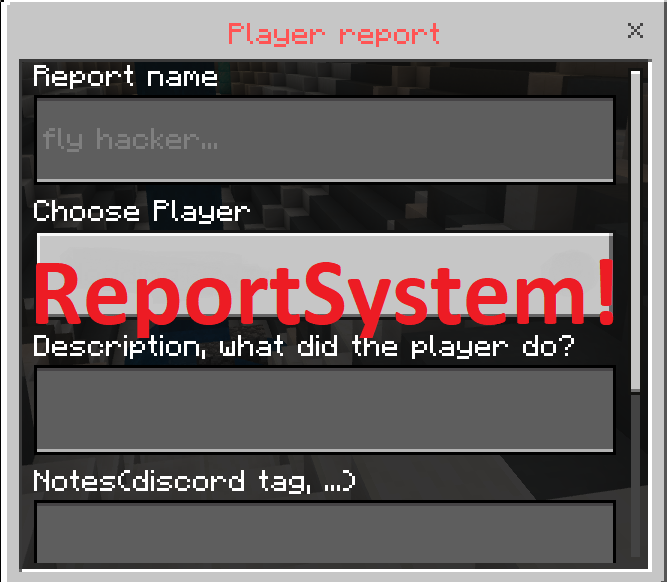 Player report
Report name
fly hacker...
Choose Player
ReportSystem!
Description, what did the player do?
Notes(discord tag, ...)